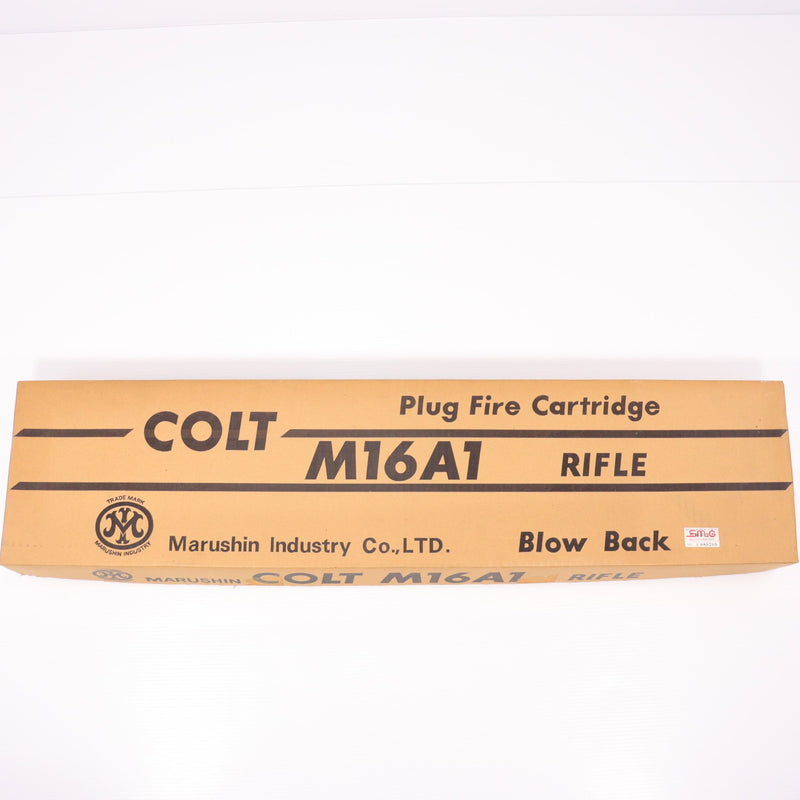 Plug Fire Cartridge
COLT
M16A1 RIFLE
TRADE MARK
MARUSHIN INDUSTRY
Marushin Industry Co.,LTD. Blow Back
SMG
MARUSHIN COLT M16A1 RIFLE